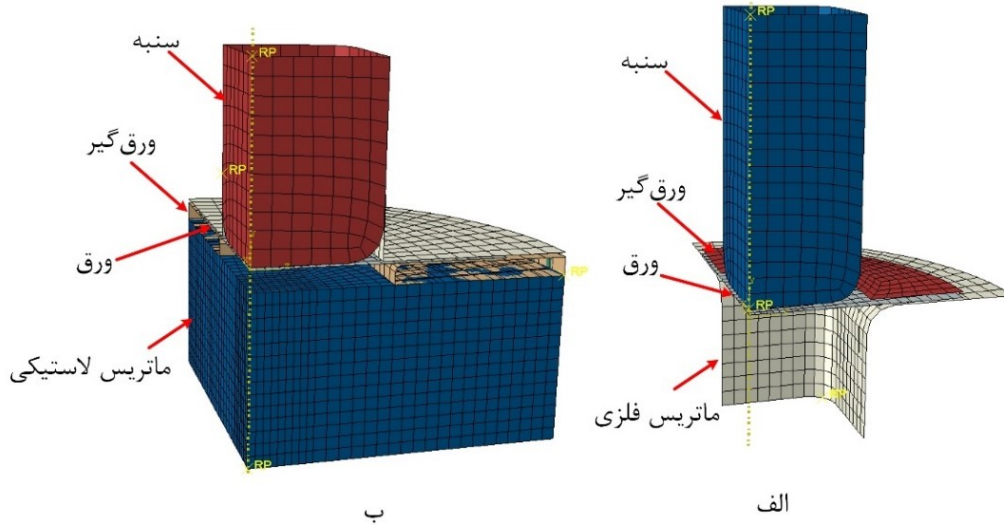 سنبه
RP
ورق‌گیر
RP
ورق
RP
ماتریس لاستیکی
RP
ب
سنبه
RP
ورق‌گیر
ورق
RP
ماتریس فلزی
RP
الف